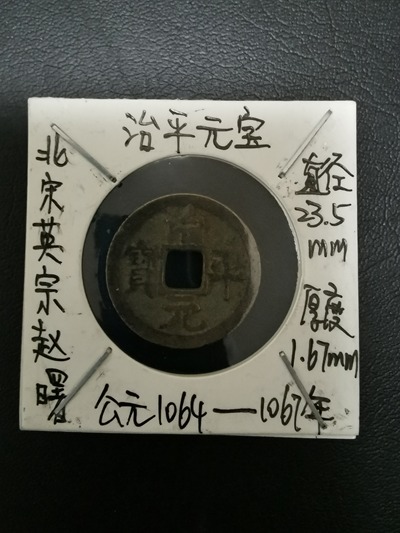 治平元宝
北宋英宗赵曙
直径
23.5
mm
厚度
1.67mm
公元1064—1067年
治平元寳